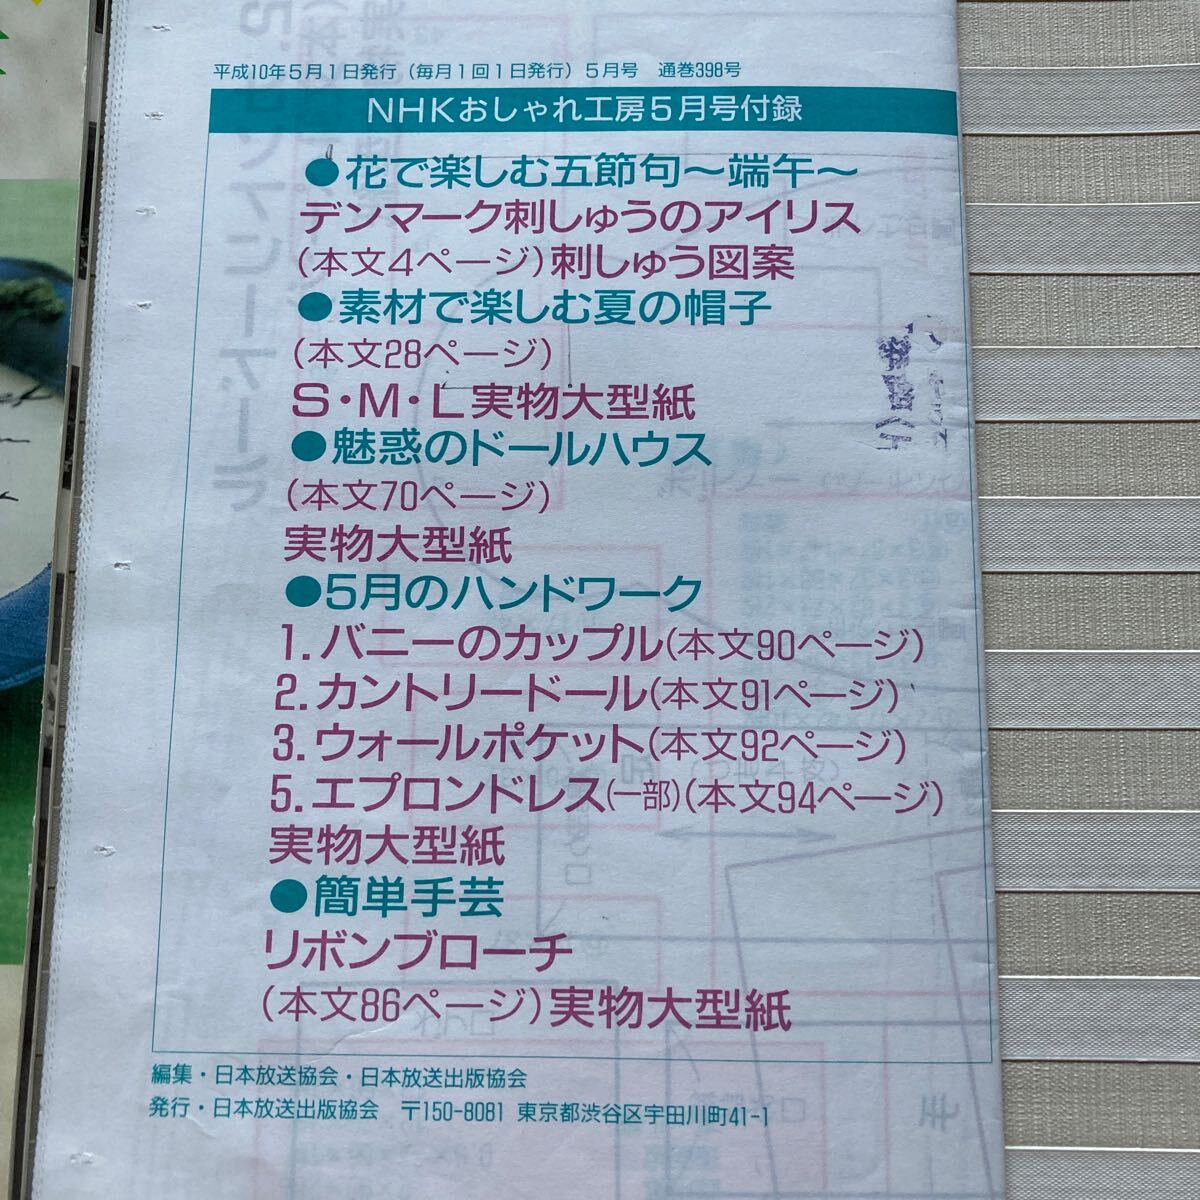 平成10年5月1日発行(毎月1回1日発行)5月号 通巻398号
NHKおしゃれ工房5月号付録
●花で楽しむ五節句〜端午〜
デンマーク刺しゅうのアイリス
(本文4ページ)刺しゅう図案
●素材で楽しむ夏の帽子
(本文28ページ)
S・M・L実物大型紙
●魅惑のドールハウス
(本文70ページ)
実物大型紙
●5月のハンドワーク
1.バニーのカップル(本文90ページ)
2.カントリードール(本文91ページ)
3.ウォールポケット(本文92ページ)
5.エプロンドレス(一部)(本文94ページ)
実物大型紙
●簡単手芸
リボンブローチ
(本文86ページ)実物大型紙
編集・日本放送協会・日本放送出版協会
発行・日本放送出版協会 〒150-8081 東京都渋谷区宇田川町41-1